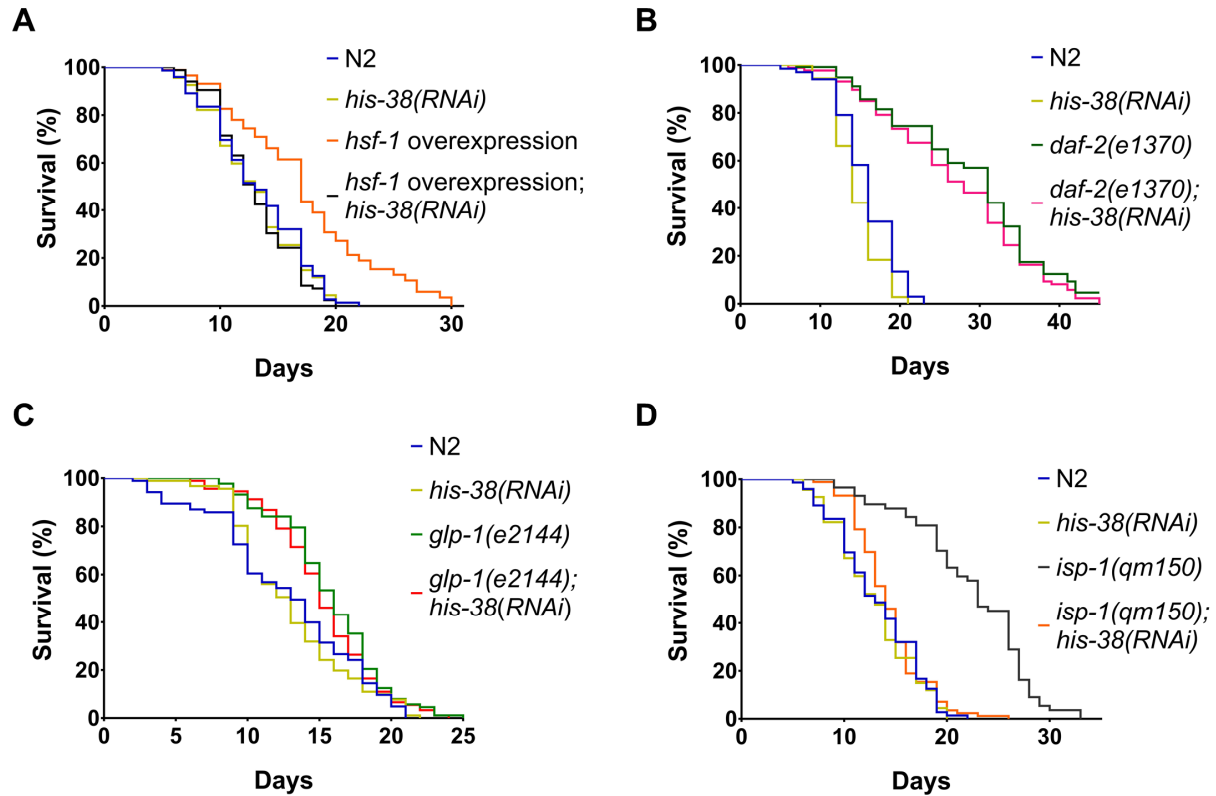 A
N2
his-38(RNAi)
hsf-1 overexpression
hsf-1 overexpression;
his-38(RNAi)
Survival (%)
100
80
60
40
20
0
0 10 20 30
Days
B
N2
his-38(RNAi)
daf-2(e1370)
daf-2(e1370);
his-38(RNAi)
Survival (%)
100
80
60
40
20
0
0 10 20 30 40
Days
C
N2
his-38(RNAi)
glp-1(e2144)
glp-1(e2144);
his-38(RNAi)
Survival (%)
100
80
60
40
20
0
0 5 10 15 20 25
Days
D
N2
his-38(RNAi)
isp-1(qm150)
isp-1(qm150);
his-38(RNAi)
Survival (%)
100
80
60
40
20
0
0 10 20 30
Days